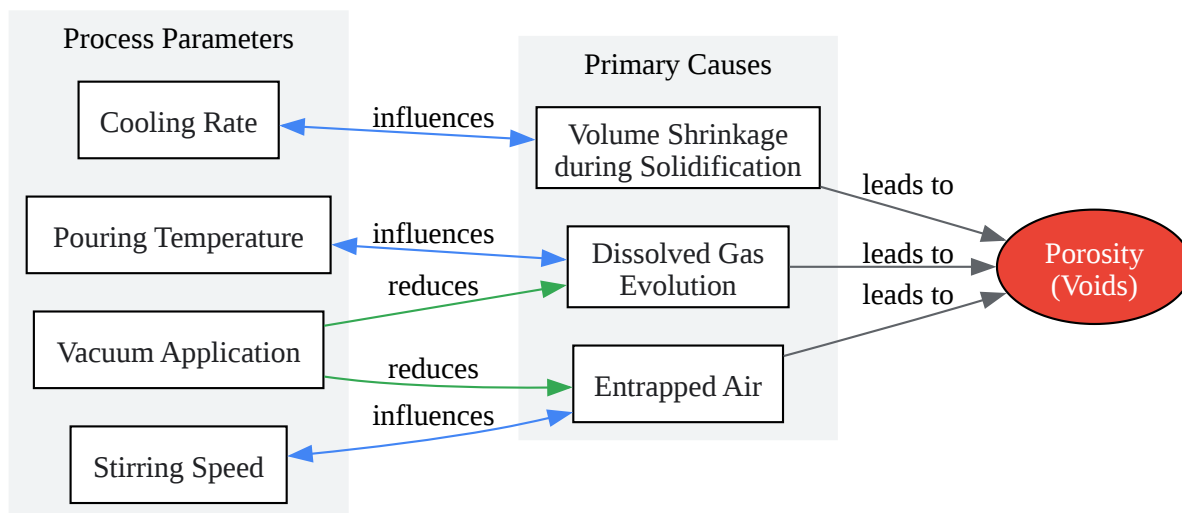 Process Parameters
Cooling Rate
Pouring Temperature
Vacuum Application
Stirring Speed
influences
influences
reduces
reduces
influences
Primary Causes
Volume Shrinkage
during Solidification
Dissolved Gas
Evolution
Entrapped Air
leads to
leads to
leads to
Porosity
(Voids)